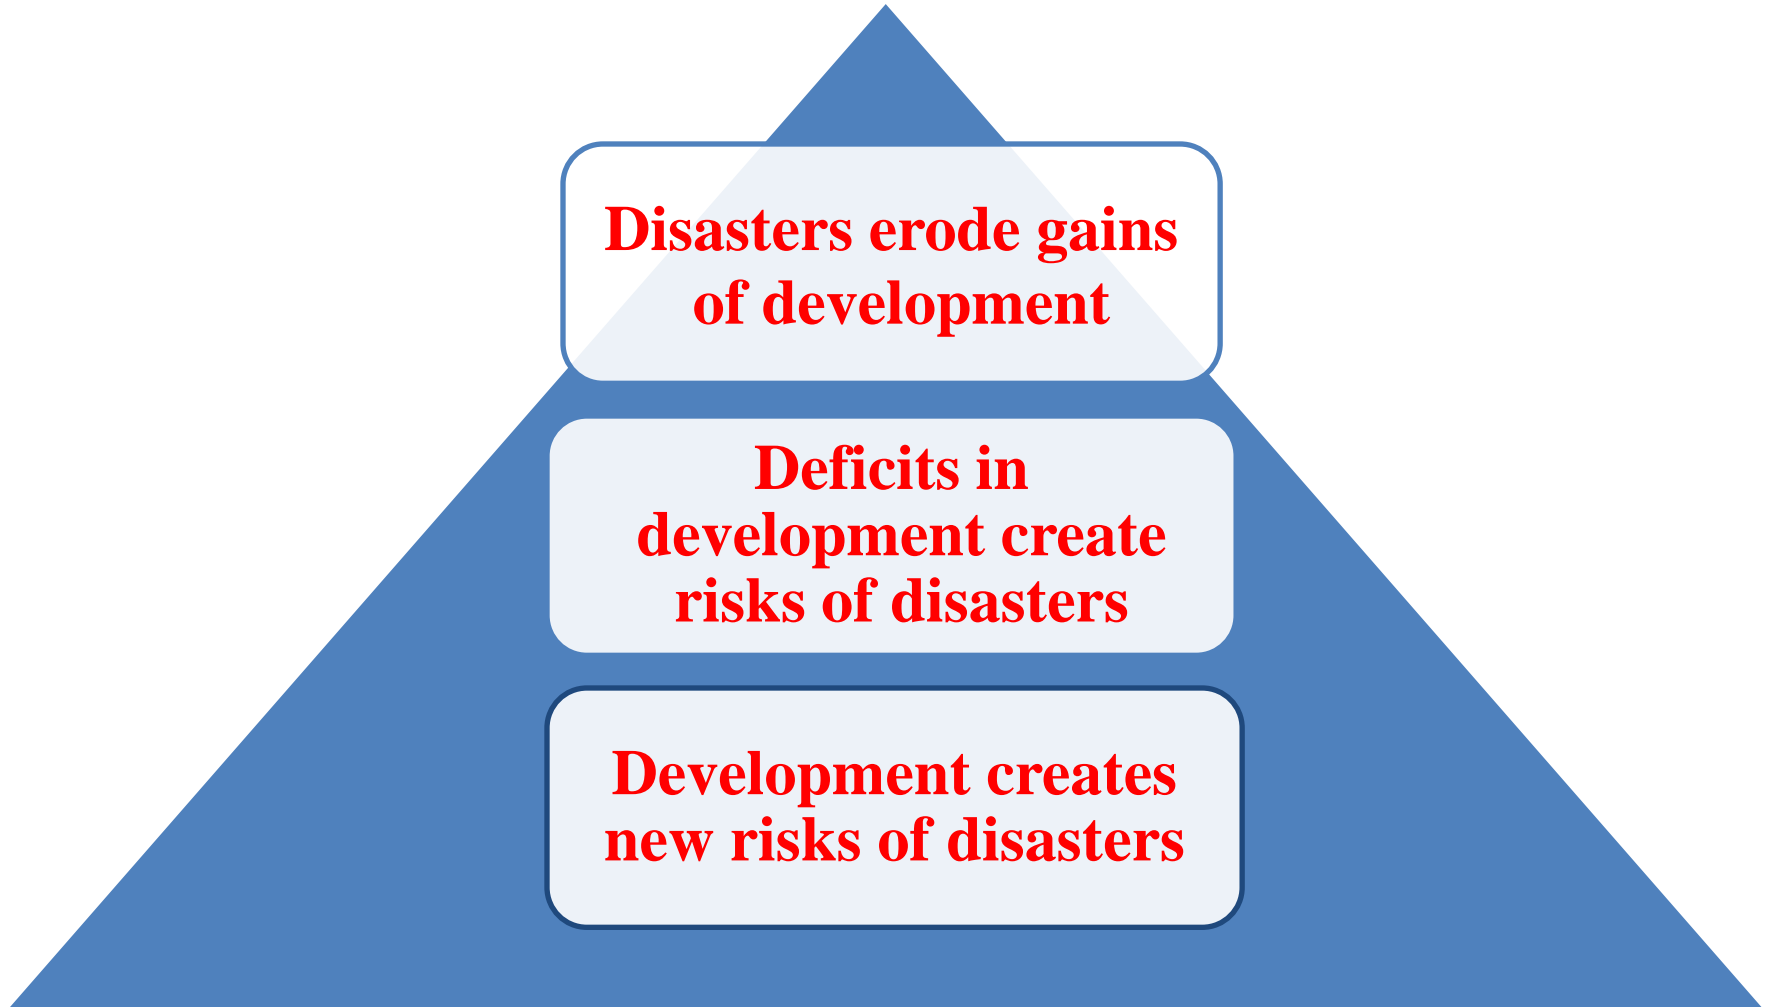 Disasters erode gains
of development
Deficits in
development create
risks of disasters
Development creates
new risks of disasters